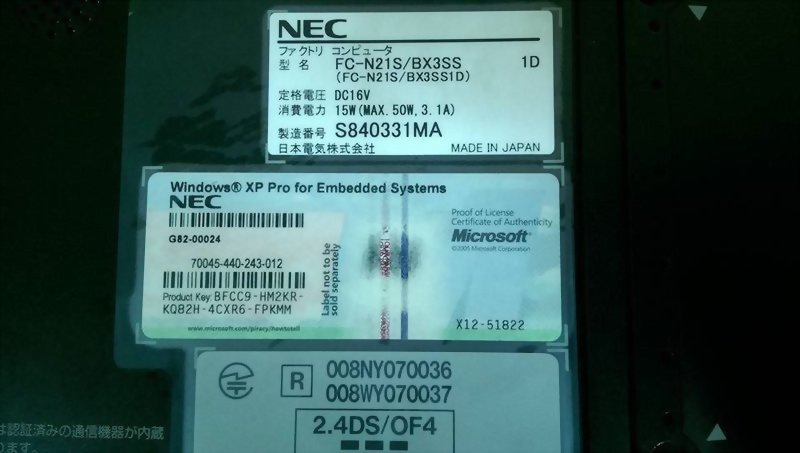 NEC
ファクトリ コンピュータ
型 名 FC-N21S/BX3SS 1D
(FC-N21S/BX3SS1D)
定格電圧 DC16V
消費電力 15W(MAX.50W,3.1A)
製造番号 S840331MA
日本電気株式会社 MADE IN JAPAN
Windows® XP Pro for Embedded Systems
NEC
G82-00024
70045-440-243-012
Product Key: BFCC9-HM2KR-
KQ82H-4CXR6-FPKMM
www.microsoft.com/piracy/howtotell
Label not to be
sold separately
Proof of License
Certificate of Authenticity
Microsoft®
©2005 Microsoft Corporation
X12-51822
R 008NY070036
008WY070037
2.4DS/OF4
は認証済みの通信機器が内蔵
ます。